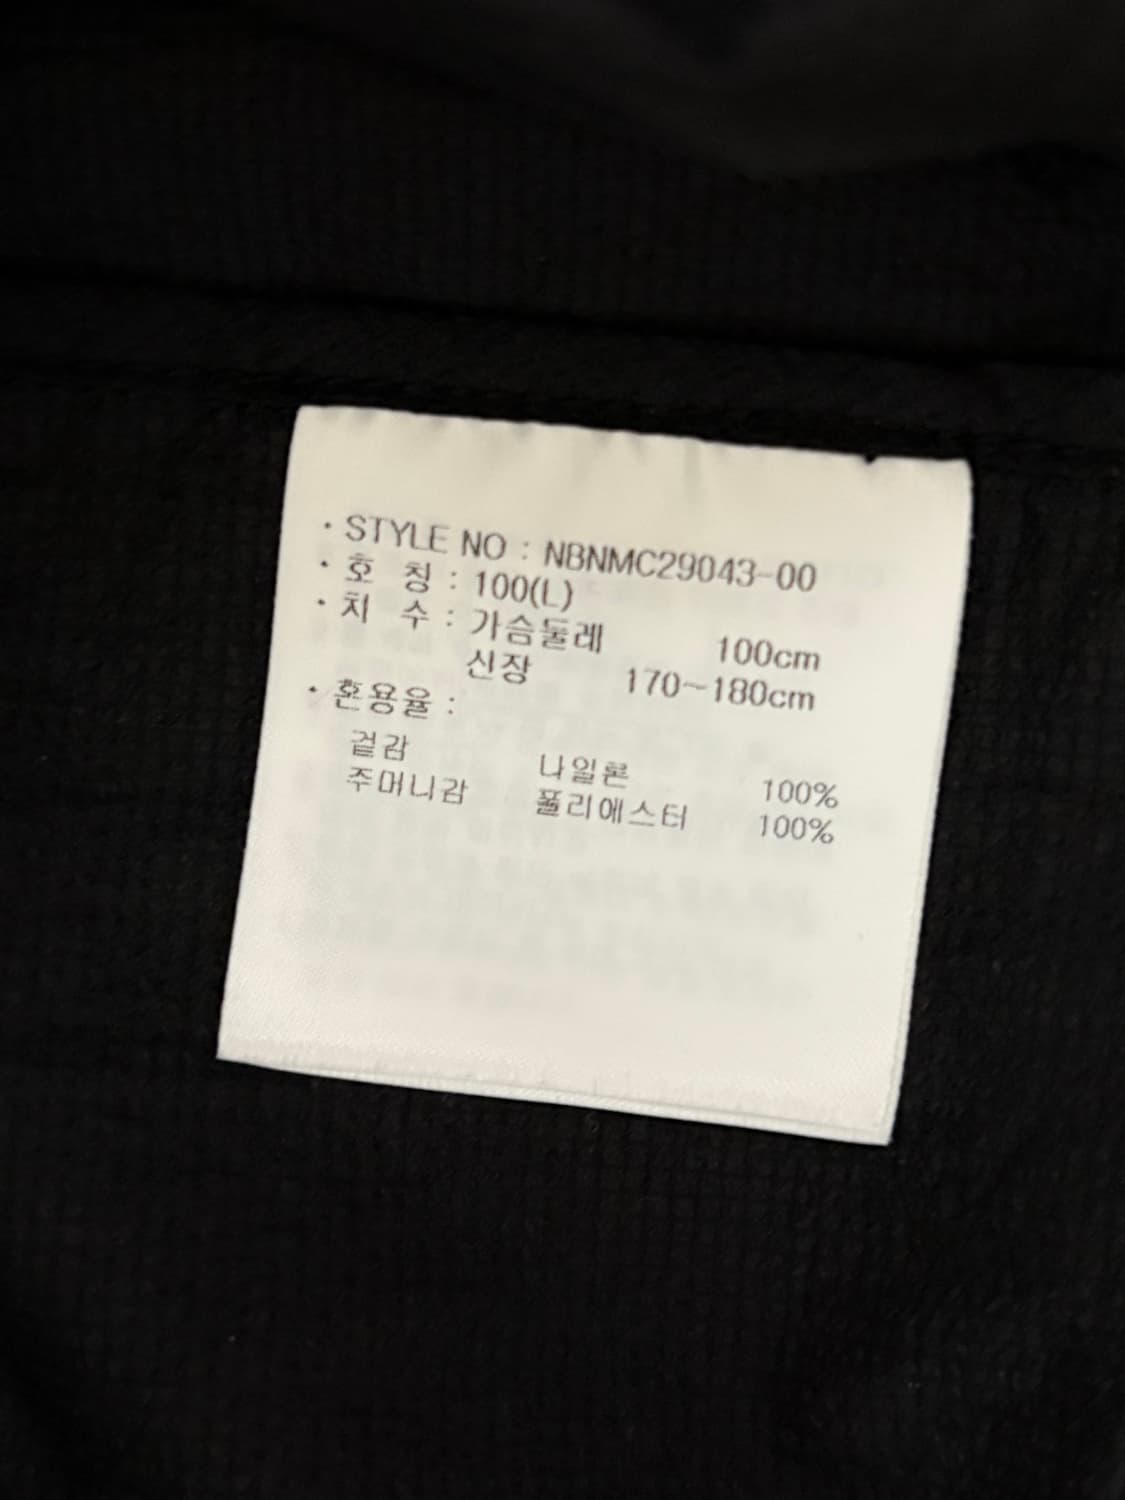 · STYLE NO : NBNMC29043-00
· 호 칭 : 100(L)
· 치 수 : 가슴둘레 100cm
신장 170~180cm
· 혼용율 :
겉감 나일론 100%
주머니감 폴리에스터 100%